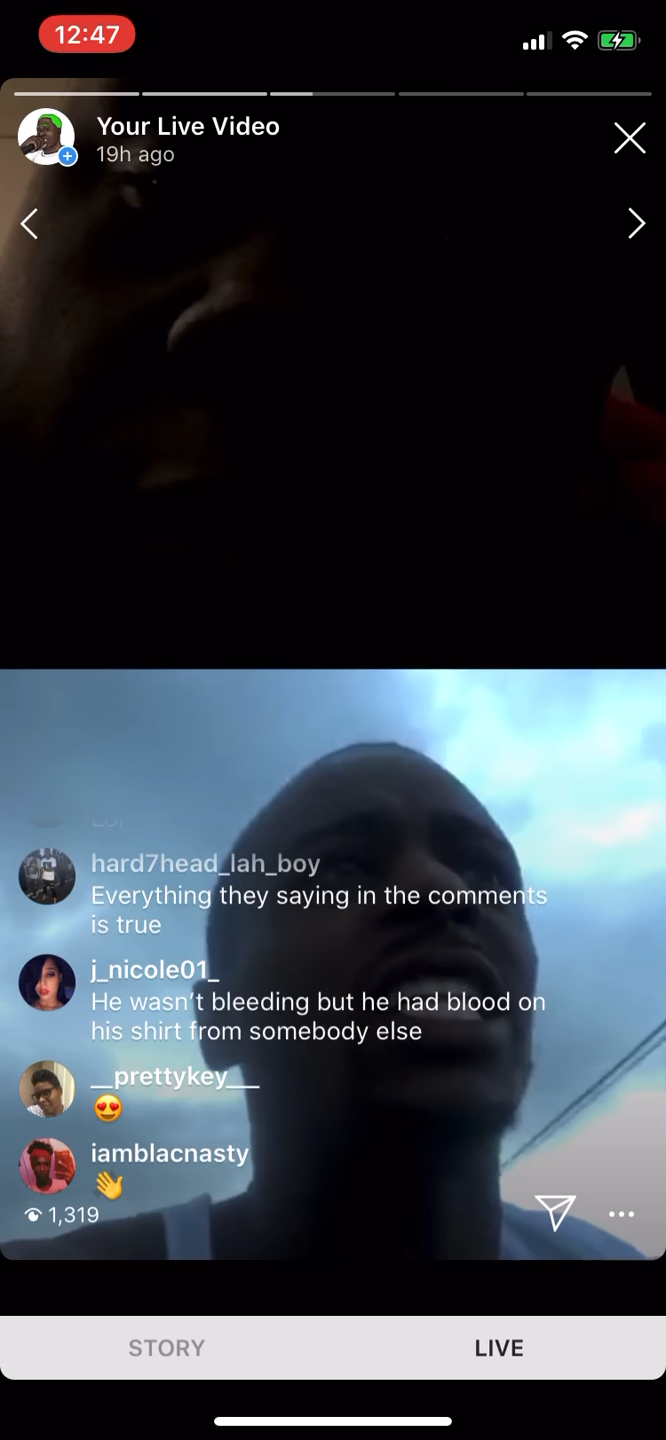 12:47
Your Live Video
19h ago
hard7head_lah_boy
Everything they saying in the comments
is true
j_nicole01_
He wasn't bleeding but he had blood on
his shirt from somebody else
__prettykey___
😍
iamblacnasty
👋
1,319
STORY
LIVE